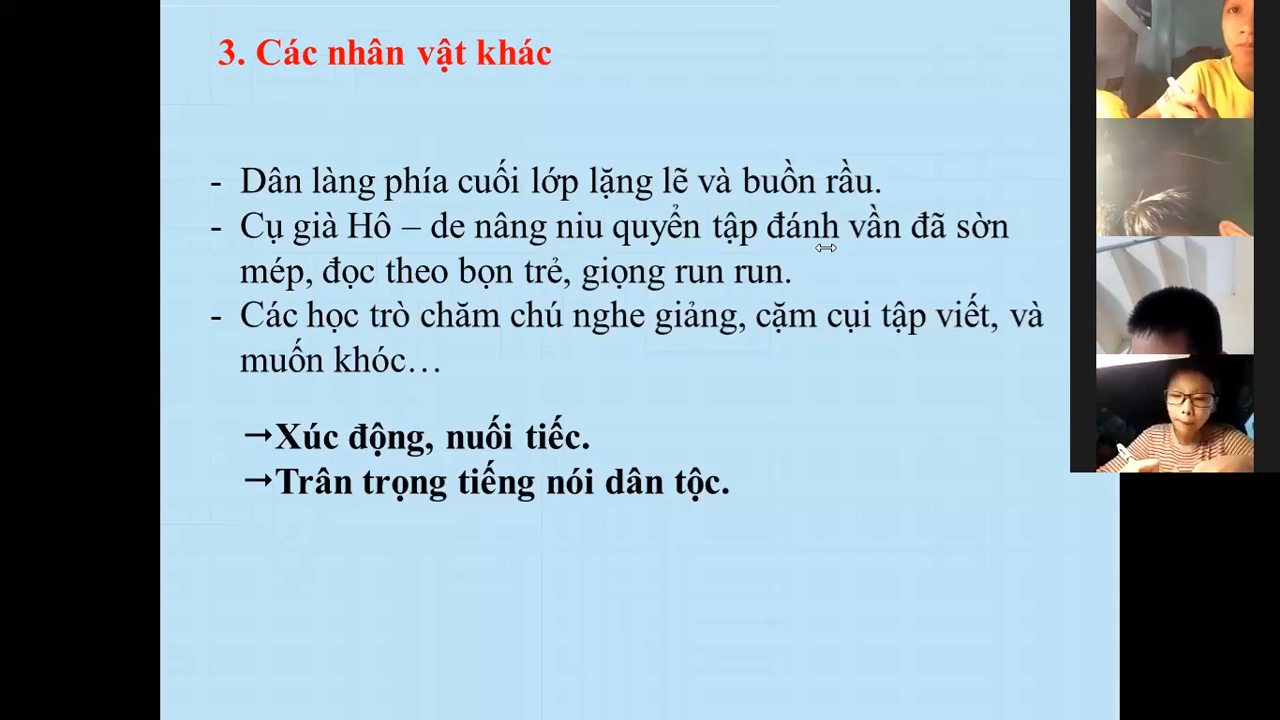 3. Các nhân vật khác
- Dân làng phía cuối lớp lặng lẽ và buồn rầu.
- Cụ già Hô – de nâng niu quyển tập đánh vần đã sờn
mép, đọc theo bọn trẻ, giọng run run.
- Các học trò chăm chú nghe giảng, cặm cụi tập viết, và
muốn khóc…
→Xúc động, nuối tiếc.
→Trân trọng tiếng nói dân tộc.